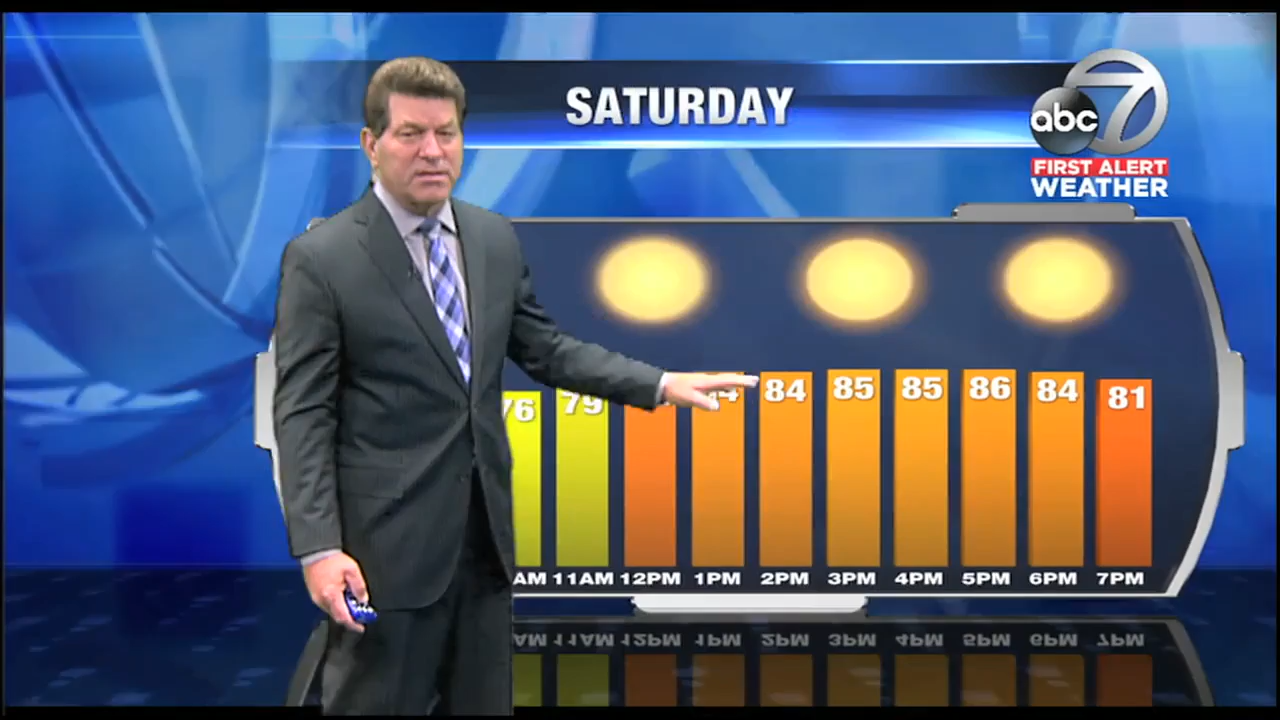 SATURDAY
abc 7
FIRST ALERT
WEATHER
76 79 84 85 85 86 84 81
AM 11AM 12PM 1PM 2PM 3PM 4PM 5PM 6PM 7PM